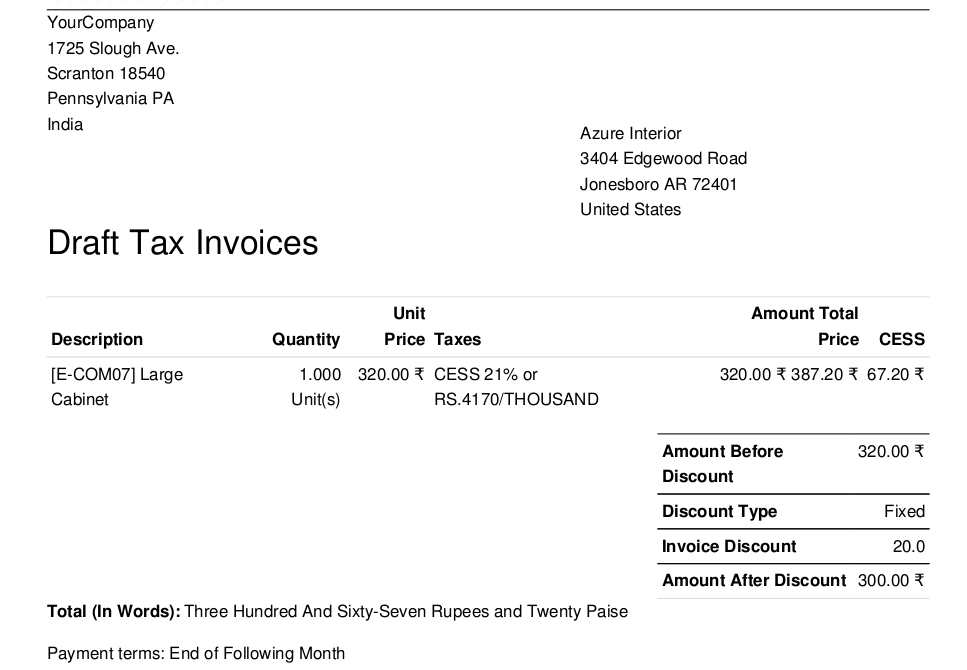 YourCompany
1725 Slough Ave.
Scranton 18540
Pennsylvania PA
India
Azure Interior
3404 Edgewood Road
Jonesboro AR 72401
United States
Draft Tax Invoices
Unit Amount Total
Description Quantity Price Taxes Price CESS
[E-COM07] Large 1.000 320.00 ₹ CESS 21% or 320.00 ₹ 387.20 ₹ 67.20 ₹
Cabinet Unit(s) RS.4170/THOUSAND
Amount Before 320.00 ₹
Discount
Discount Type Fixed
Invoice Discount 20.0
Amount After Discount 300.00 ₹
Total (In Words): Three Hundred And Sixty-Seven Rupees and Twenty Paise
Payment terms: End of Following Month